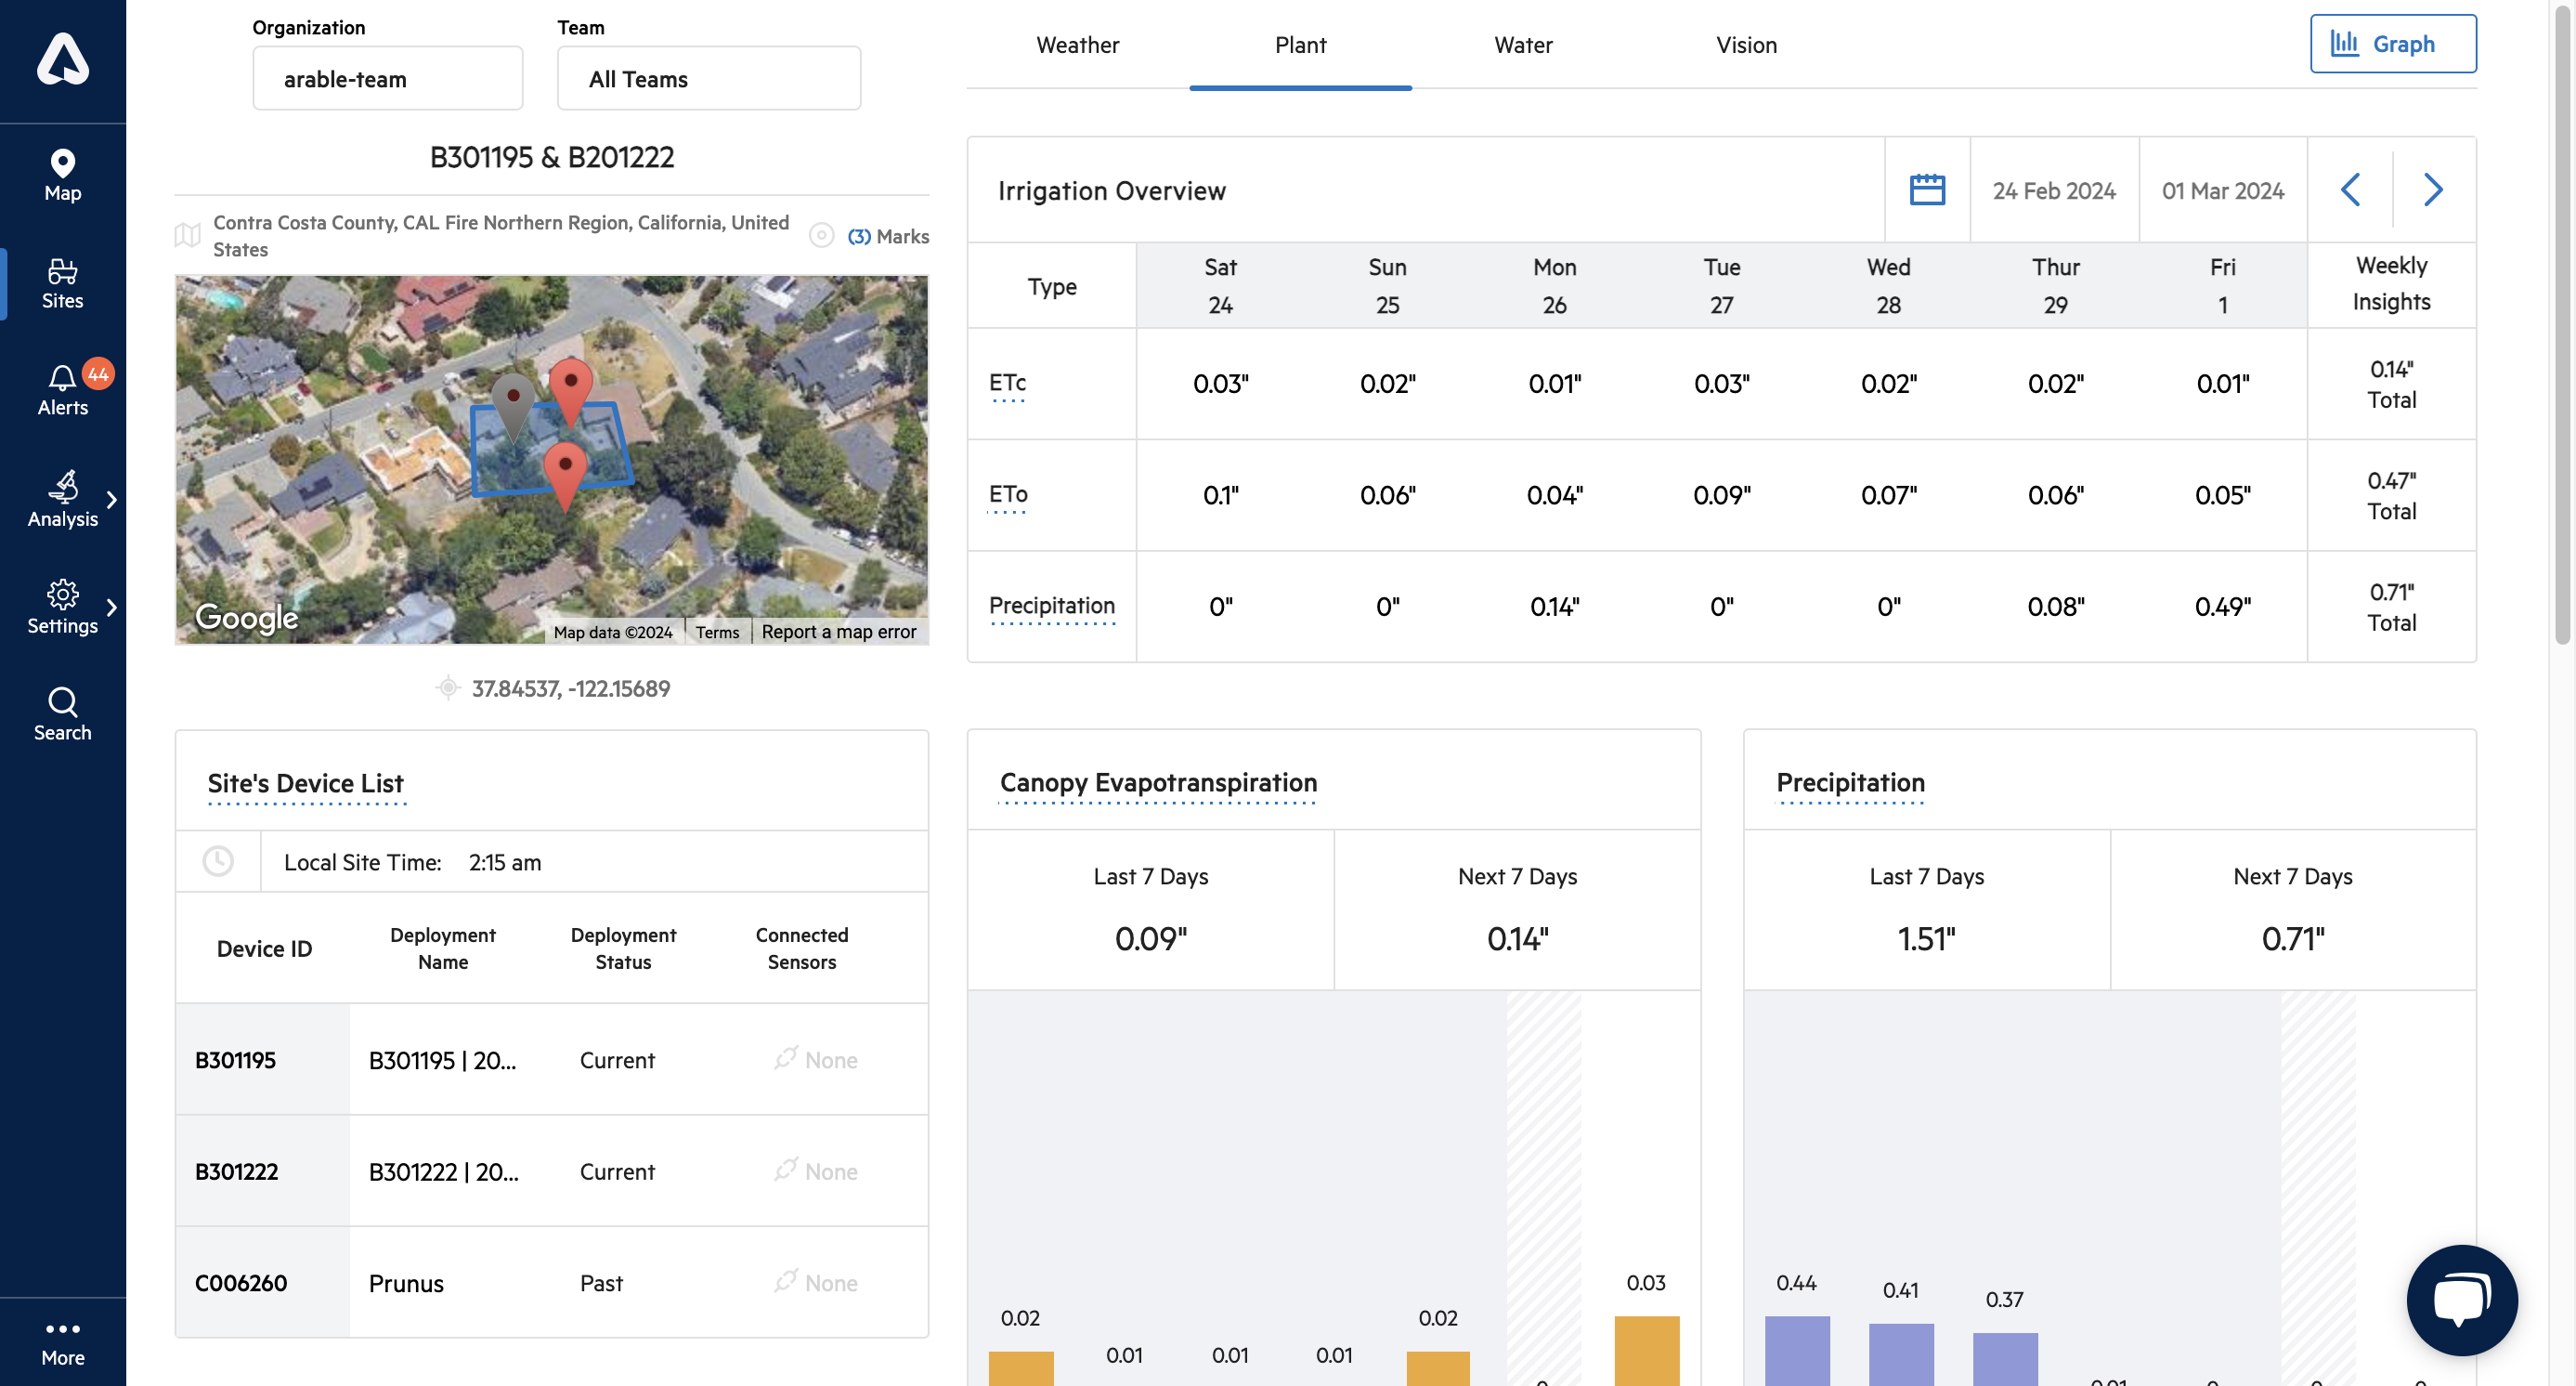 Organization
Team
arable-team
All Teams
Weather
Plant
Water
Vision
Graph
Map
Sites
44
Alerts
Analysis
Settings
Search
More
B301195 & B201222
Contra Costa County, CAL Fire Northern Region, California, United
States
(3) Marks
Google
Map data ©2024
Terms
Report a map error
37.84537, -122.15689
Irrigation Overview
24 Feb 2024
01 Mar 2024
Type
Sat
24
Sun
25
Mon
26
Tue
27
Wed
28
Thur
29
Fri
1
Weekly
Insights
ETc
0.03"
0.02"
0.01"
0.03"
0.02"
0.02"
0.01"
0.14"
Total
ETo
0.1"
0.06"
0.04"
0.09"
0.07"
0.06"
0.05"
0.47"
Total
Precipitation
0"
0"
0.14"
0"
0"
0.08"
0.49"
0.71"
Total
Site's Device List
Local Site Time: 2:15 am
Device ID
Deployment
Name
Deployment
Status
Connected
Sensors
B301195
B301195 | 20...
Current
None
B301222
B301222 | 20...
Current
None
C006260
Prunus
Past
None
Canopy Evapotranspiration
Last 7 Days
0.09"
Next 7 Days
0.14"
0.02
0.01
0.01
0.01
0.02
0.03
Precipitation
Last 7 Days
1.51"
Next 7 Days
0.71"
0.44
0.41
0.37